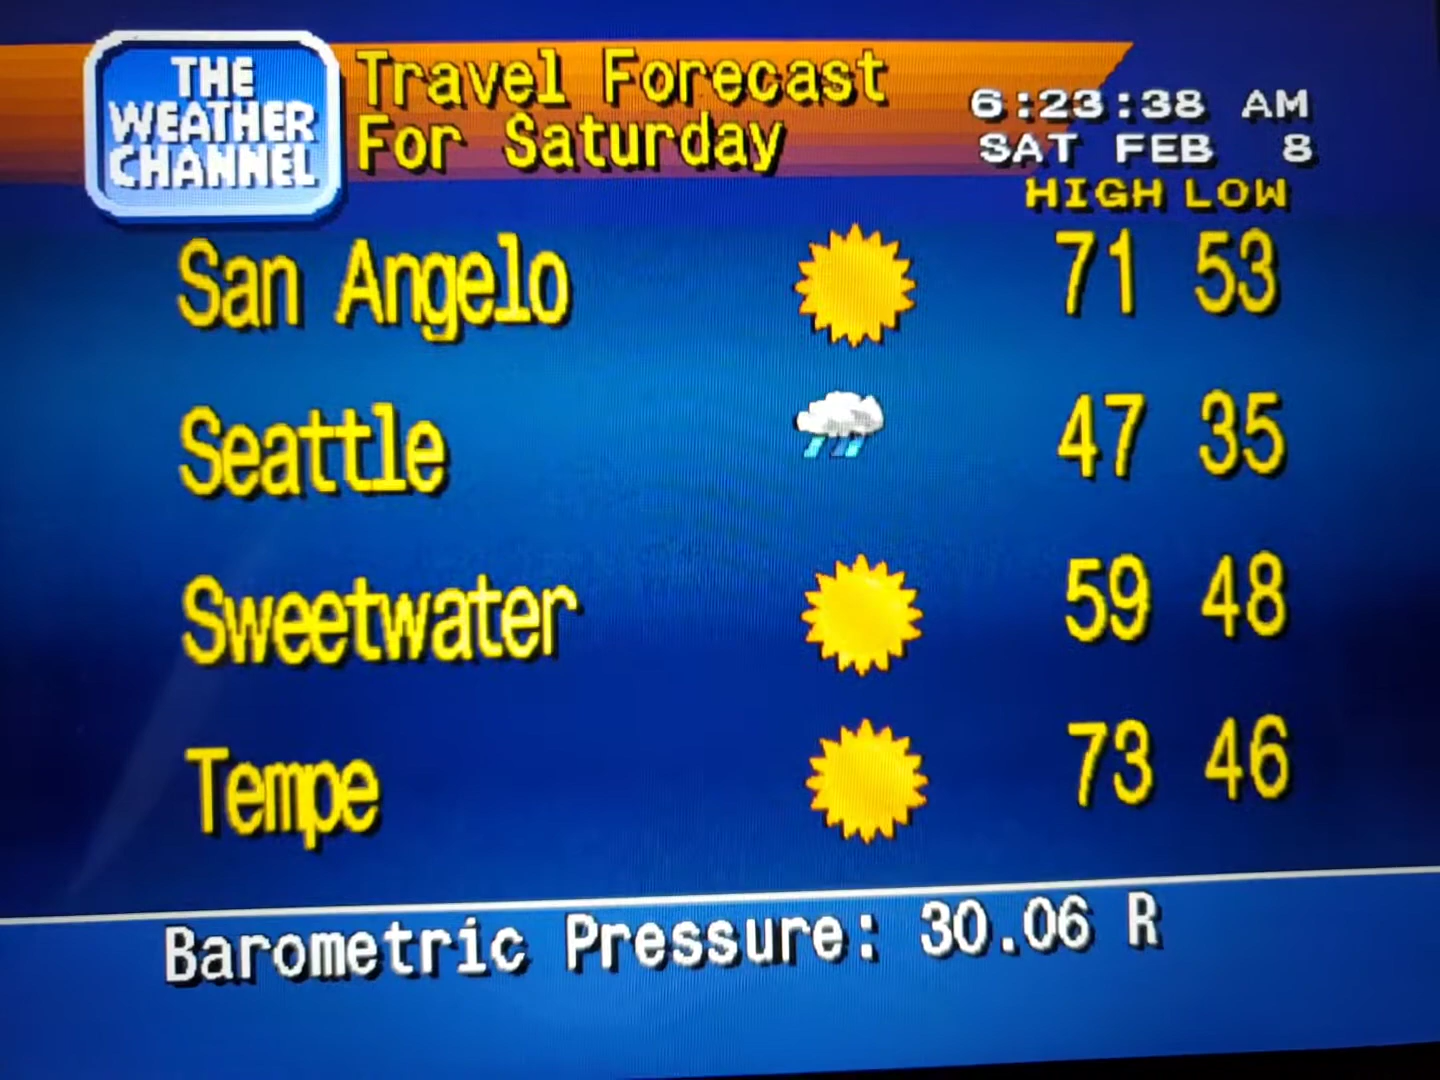 THE
WEATHER
CHANNEL
Travel Forecast
For Saturday
6:23:38 AM
SAT FEB 8
HIGH LOW
San Angelo 71 53
Seattle 47 35
Sweetwater 59 48
Tempe 73 46
Barometric Pressure: 30.06 R